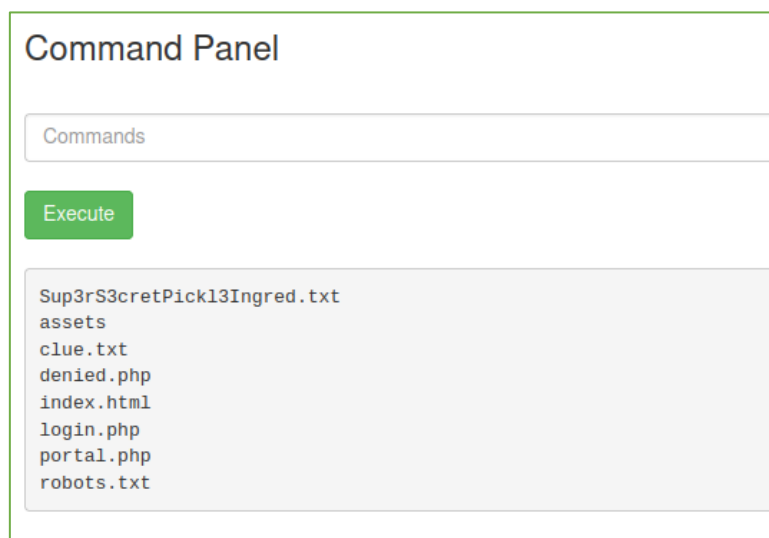 Command Panel
Commands
Execute
Sup3rS3cretPickl3Ingred.txt
assets
clue.txt
denied.php
index.html
login.php
portal.php
robots.txt